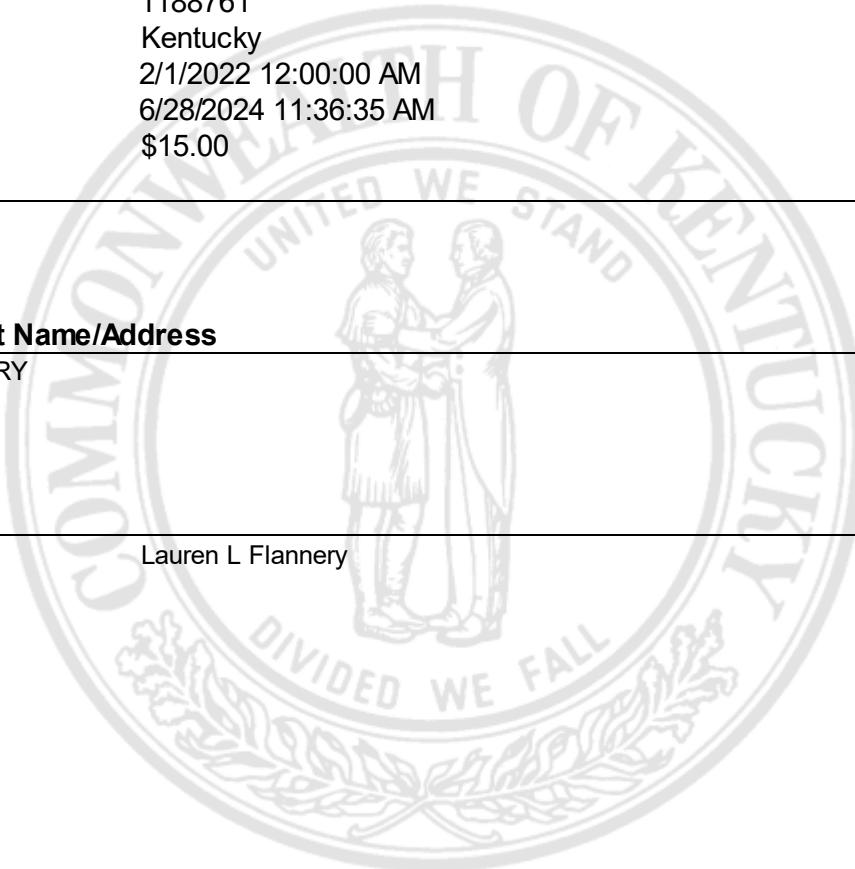 1188761
Kentucky
2/1/2022 12:00:00 AM
6/28/2024 11:36:35 AM
$15.00
COMMONWEALTH OF KENTUCKY
UNITED WE STAND
t Name/Address
RY
Lauren L Flannery
DIVIDED WE FALL